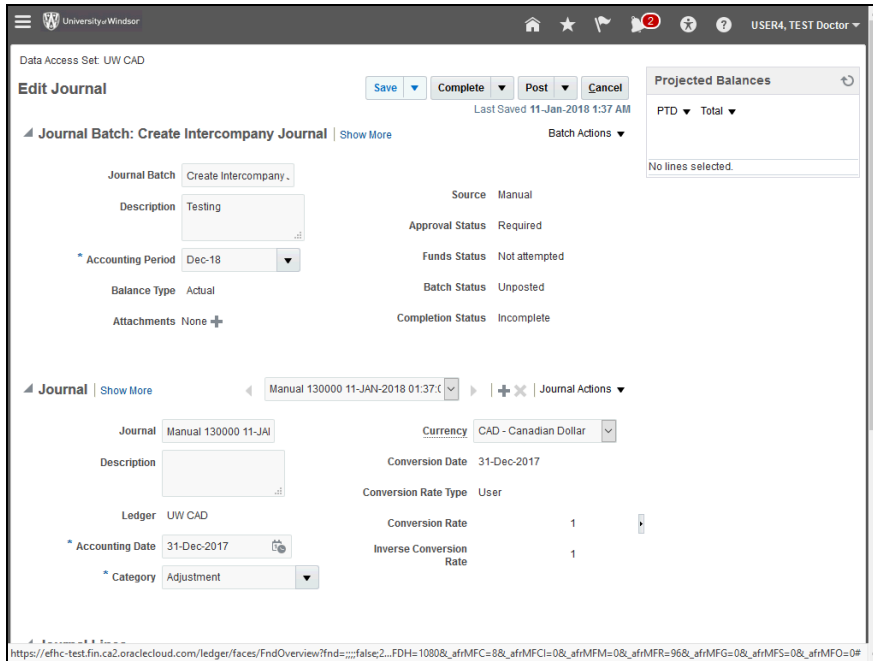 University of Windsor
2
USER4, TEST Doctor
Data Access Set: UW CAD
Edit Journal
Save
Complete
Post
Cancel
Last Saved 11-Jan-2018 1:37 AM
Journal Batch: Create Intercompany Journal
Show More
Batch Actions
Journal Batch Create Intercompany
Description Testing
* Accounting Period Dec-18
Balance Type Actual
Attachments None
Source Manual
Approval Status Required
Funds Status Not attempted
Batch Status Unposted
Completion Status Incomplete
Projected Balances
PTD Total
No lines selected.
Journal
Show More
Manual 130000 11-JAN-2018 01:37:0
Journal Actions
Journal Manual 130000 11-JAI
Description
Ledger UW CAD
* Accounting Date 31-Dec-2017
* Category Adjustment
Currency CAD - Canadian Dollar
Conversion Date 31-Dec-2017
Conversion Rate Type User
Conversion Rate 1
Inverse Conversion
Rate
1
https://efhc-test.fin.ca2.oraclecloud.com/ledger/faces/FndOverview?fnd=;;;;false;2...FDH=1080&_afrMFC=8&_afrMFCI=0&_afrMFM=0&_afrMFR=96&_afrMFG=0&_afrMFS=0&_afrMFO=0#